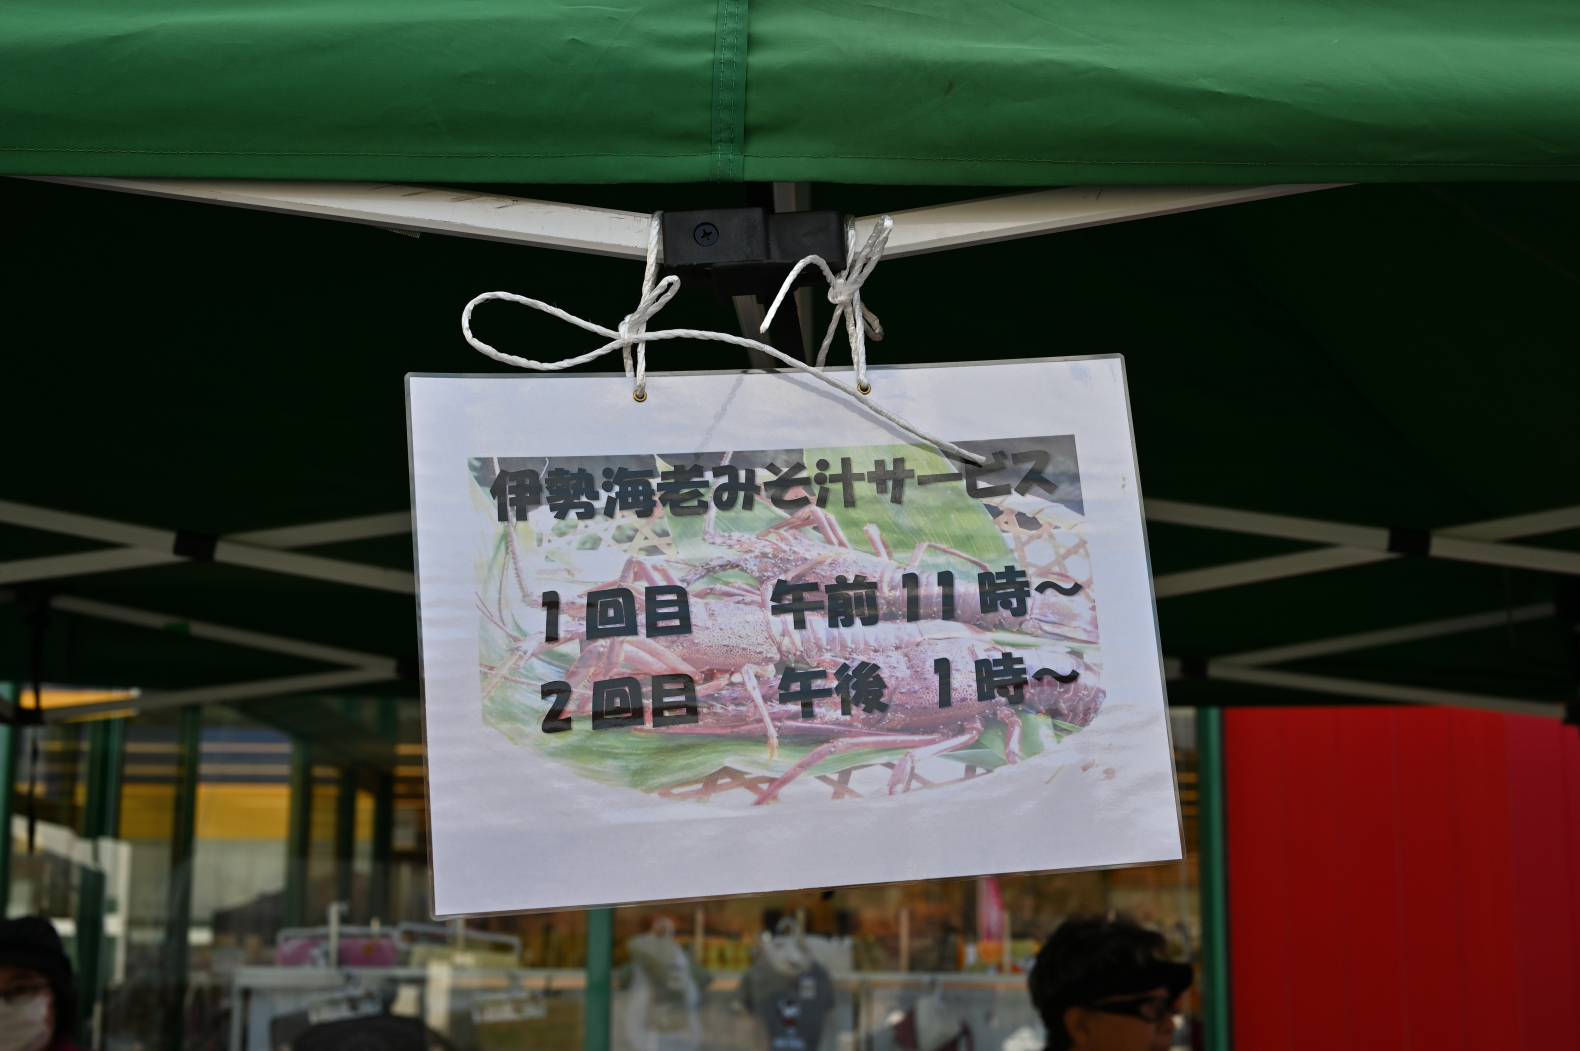 伊勢海老みそ汁サービス
1回目 午前11時～
2回目 午後 1時～